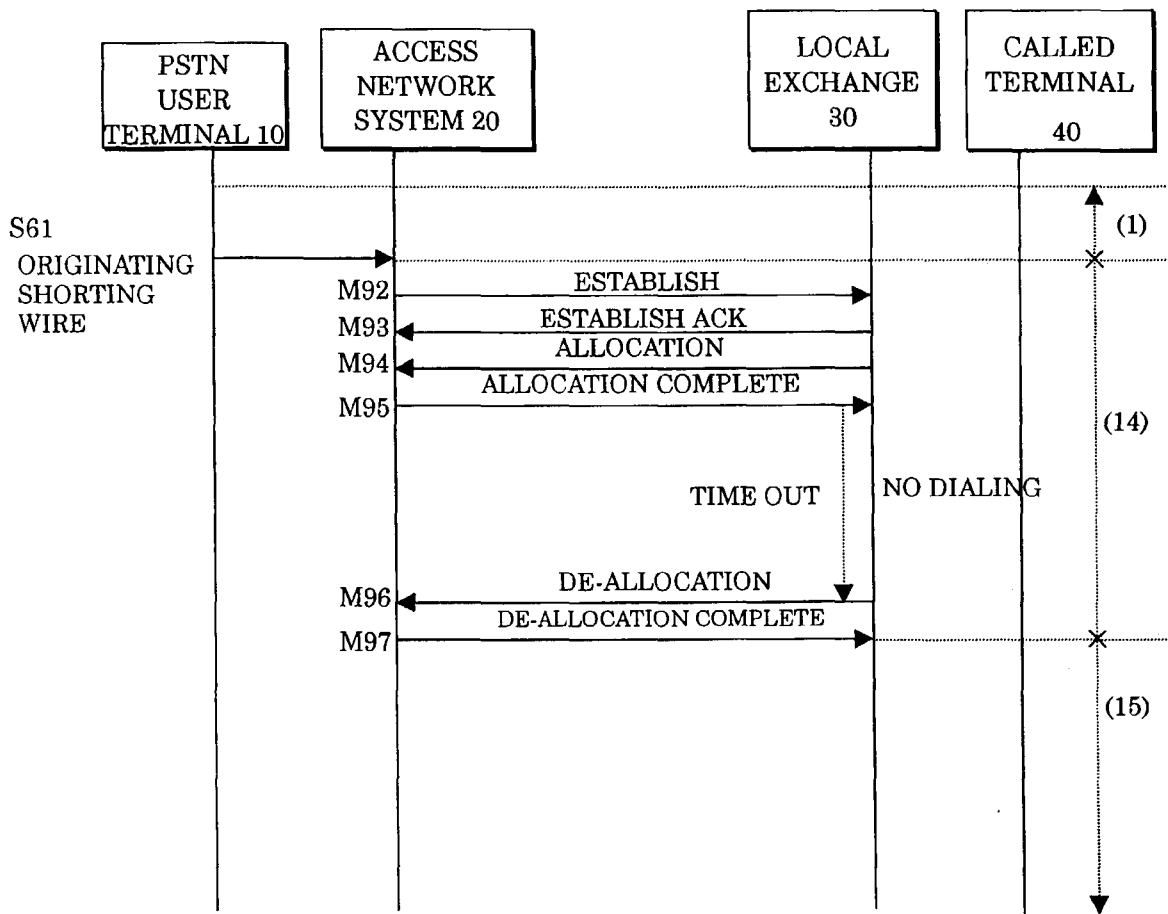 PSTN
USER
TERMINAL 10
ACCESS
NETWORK
SYSTEM 20
LOCAL
EXCHANGE
30
CALLED
TERMINAL
40
(1)
S61
ORIGINATING
SHORTING
WIRE
M92
ESTABLISH
M93
ESTABLISH ACK
M94
ALLOCATION
M95
ALLOCATION COMPLETE
(14)
TIME OUT
NO DIALING
M96
DE-ALLOCATION
M97
DE-ALLOCATION COMPLETE
(15)